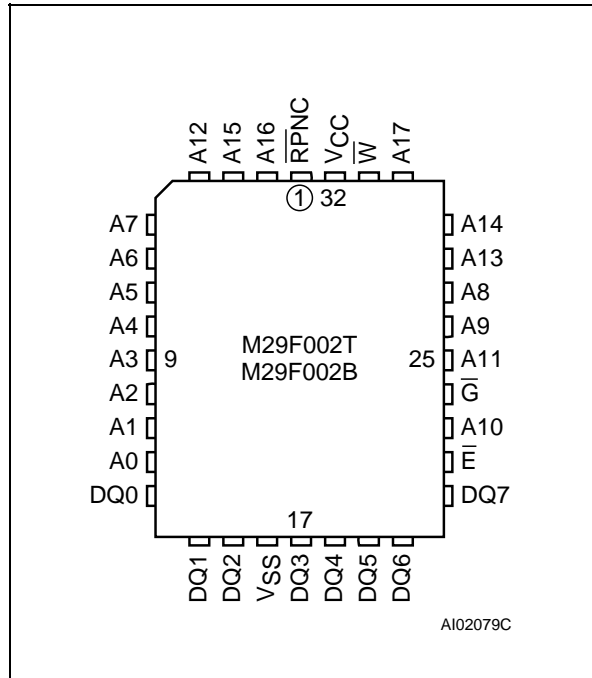 A12
A15
A16
R̅P̅N̅C̅
VCC
W̅
A17
1 32
A7
A6
A5
A4
A3
A2
A1
A0
DQ0
9
M29F002T
M29F002B
25
A14
A13
A8
A9
A11
G̅
A10
E̅
DQ7
17
DQ1
DQ2
VSS
DQ3
DQ4
DQ5
DQ6
AI02079C